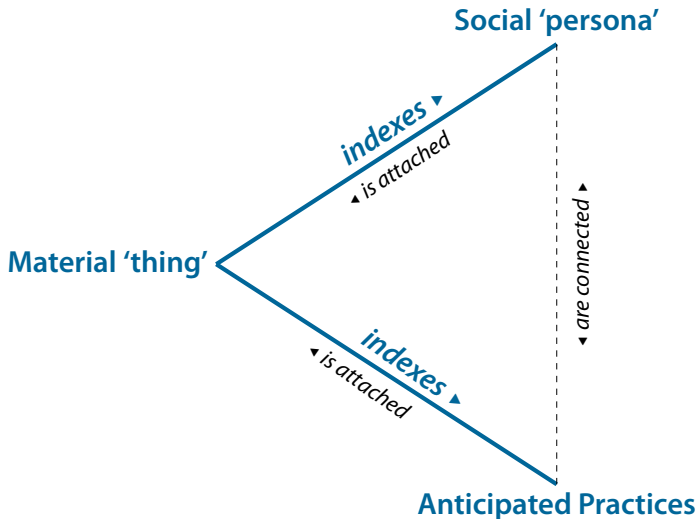 Social ‘persona’
indexes ►
◄ is attached
Material ‘thing’
◄ are connected ►
indexes ►
◄ is attached
Anticipated Practices